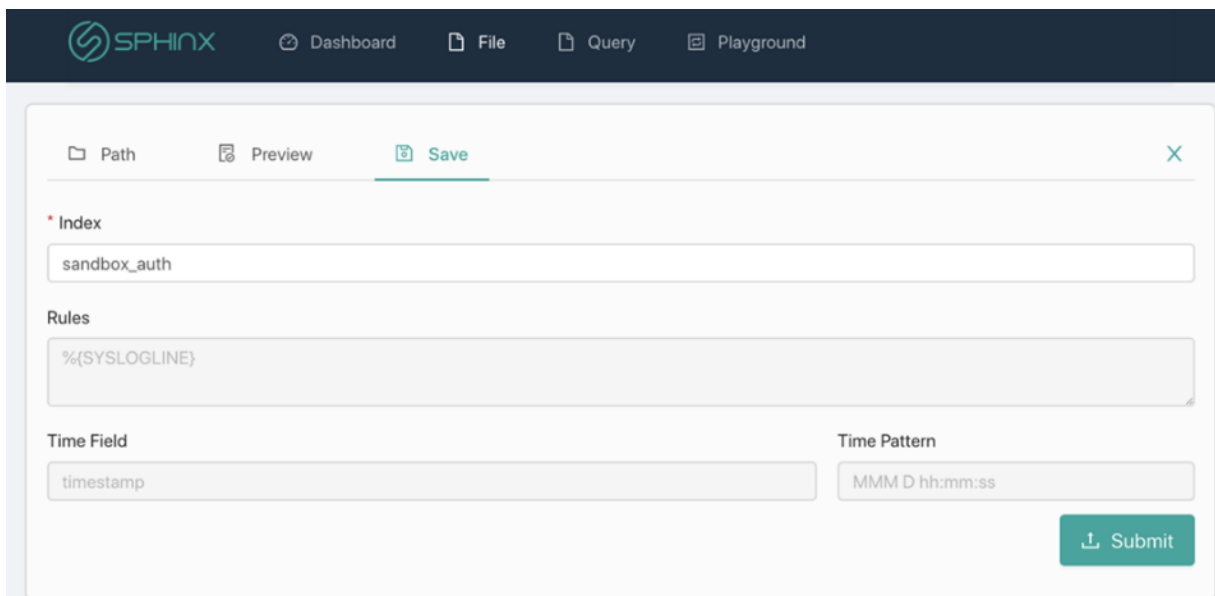 SPHINX Dashboard File Query Playground
Path Preview Save
* Index
sandbox_auth
Rules
%{SYSLOGLINE}
Time Field Time Pattern
timestamp MMM D hh:mm:ss
Submit